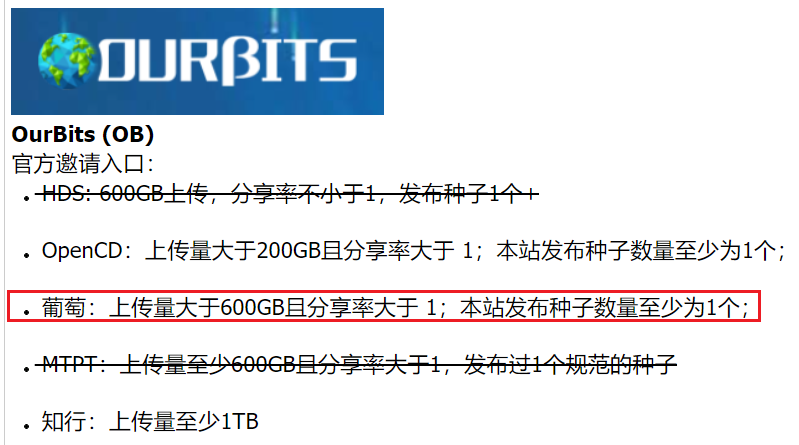 OURβITS
OurBits (OB)
官方邀请入口：
HDS: 600GB上传，分享率不小于1，发布种子1个+
OpenCD：上传量大于200GB且分享率大于 1；本站发布种子数量至少为1个；
葡萄：上传量大于600GB且分享率大于 1；本站发布种子数量至少为1个；
MTPT：上传量至少600GB且分享率大于1，发布过1个规范的种子
知行：上传量至少1TB